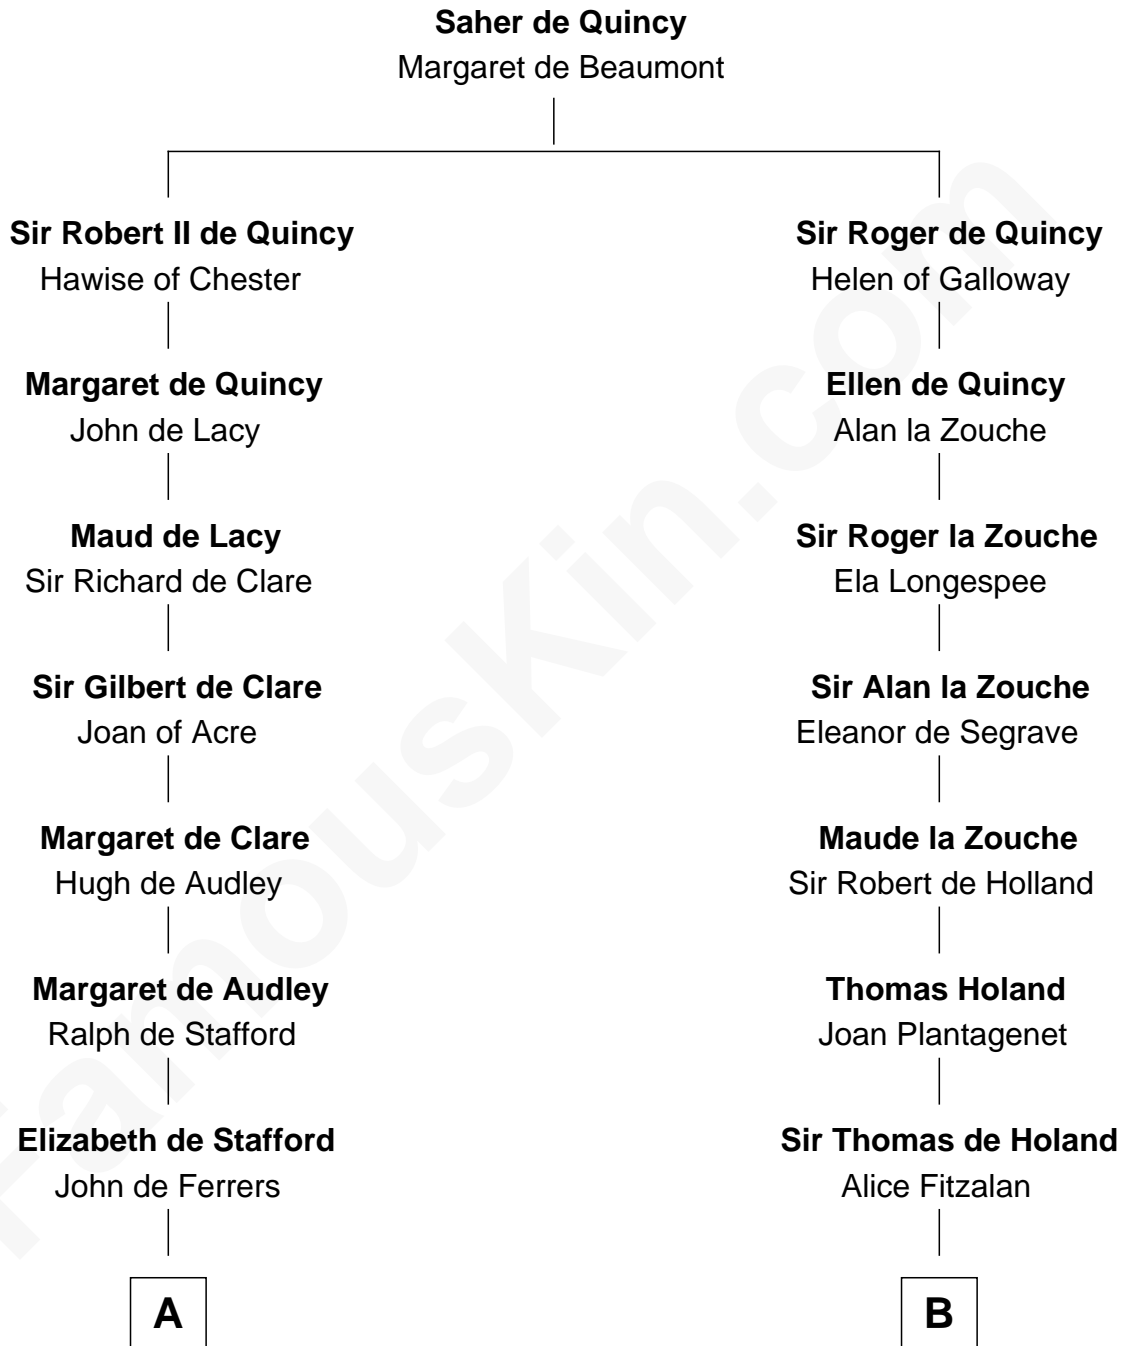 Saher de Quincy
Margaret de Beaumont
Sir Robert II de Quincy
Hawise of Chester
Sir Roger de Quincy
Helen of Galloway
Margaret de Quincy
John de Lacy
Ellen de Quincy
Alan la Zouche
Maud de Lacy
Sir Richard de Clare
Sir Roger la Zouche
Ela Longespee
Sir Gilbert de Clare
Joan of Acre
Sir Alan la Zouche
Eleanor de Segrave
Margaret de Clare
Hugh de Audley
Maude la Zouche
Sir Robert de Holland
Margaret de Audley
Ralph de Stafford
Thomas Holand
Joan Plantagenet
Elizabeth de Stafford
John de Ferrers
Sir Thomas de Holand
Alice Fitzalan
A
B
FamousKin.com